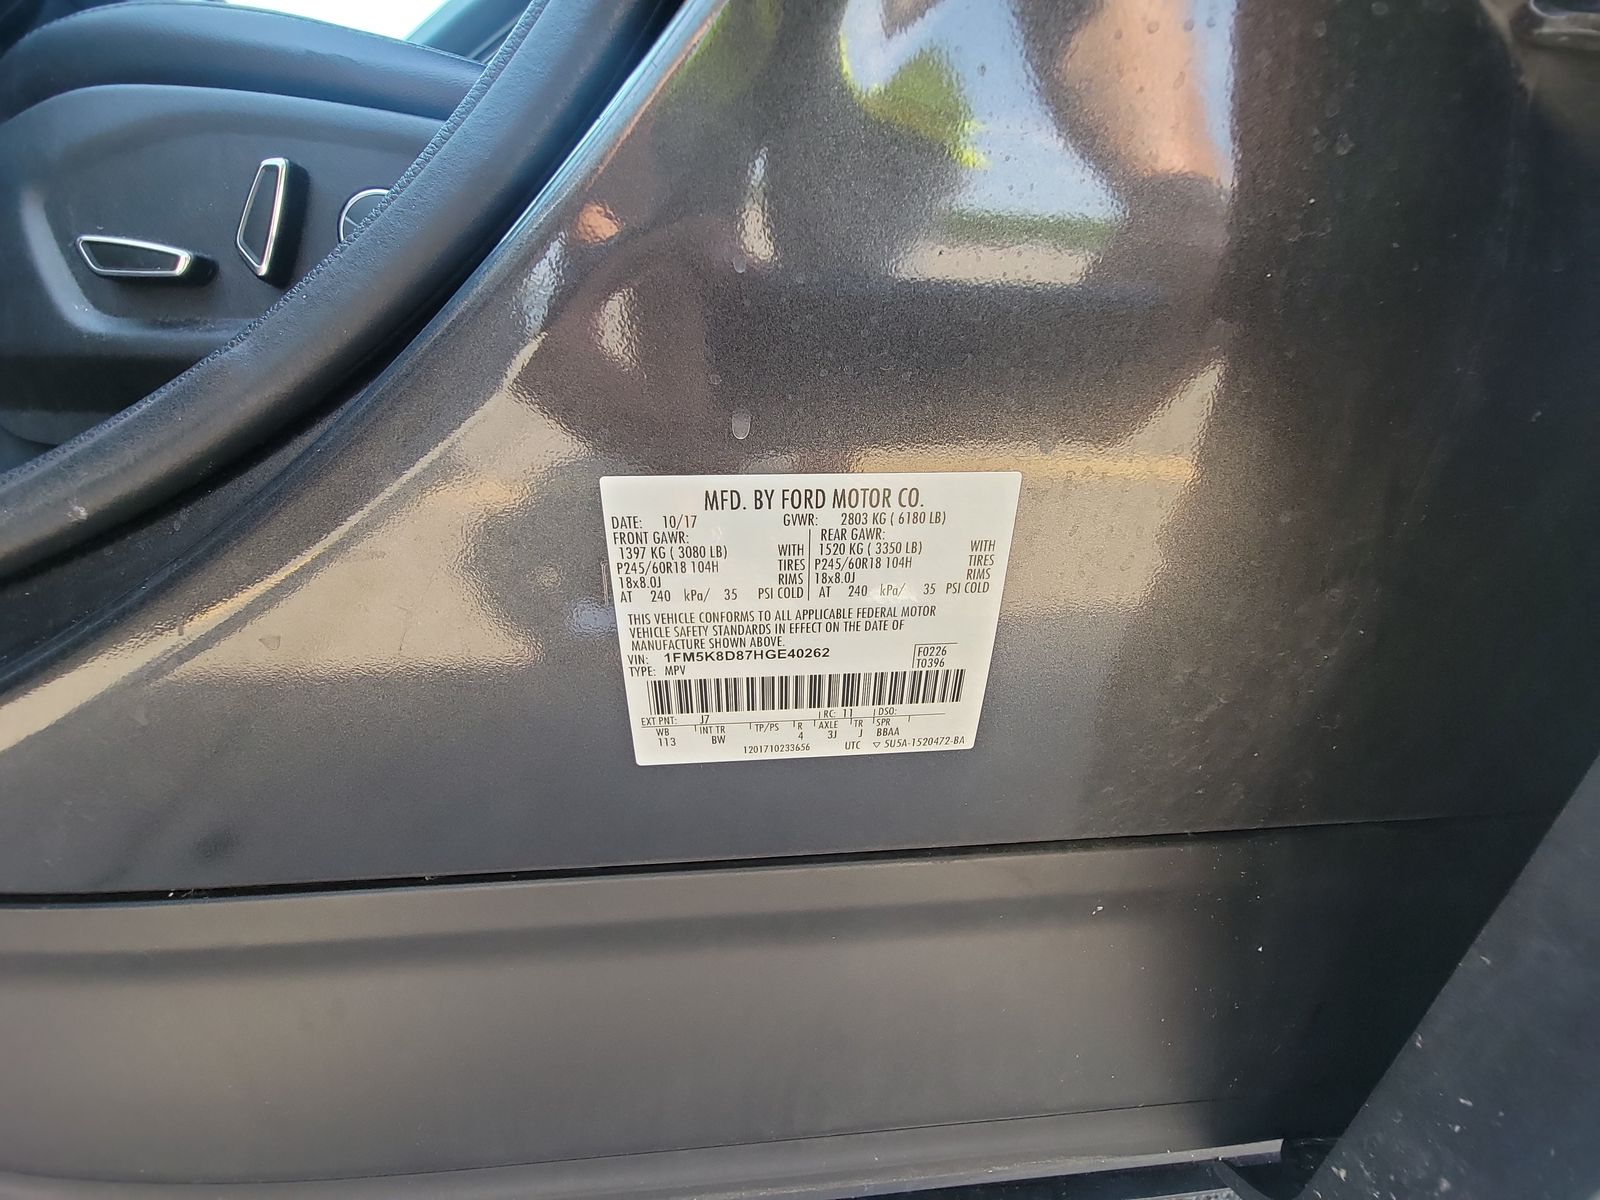 MFD. BY FORD MOTOR CO.
DATE: 10/17 GVWR: 2803 KG ( 6180 LB)
FRONT GAWR: REAR GAWR:
1397 KG ( 3080 LB) WITH 1520 KG ( 3350 LB) WITH
P245/60R18 104H TIRES P245/60R18 104H TIRES
18x8.0J RIMS 18x8.0J RIMS
AT 240 kPa/ 35 PSI COLD AT 240 kPa/ 35 PSI COLD
THIS VEHICLE CONFORMS TO ALL APPLICABLE FEDERAL MOTOR
VEHICLE SAFETY STANDARDS IN EFFECT ON THE DATE OF
MANUFACTURE SHOWN ABOVE.
VIN: 1FM5K8D87HGE40262 F0226
TYPE: MPV T0396
EXT PNT: J7 RC: 11 DSO:
WB INT TR TP/PS R AXLE TR SPR
113 BW 4 3J J BBAA
1201710233656 UTC ▽ 5U5A-1520472-BA